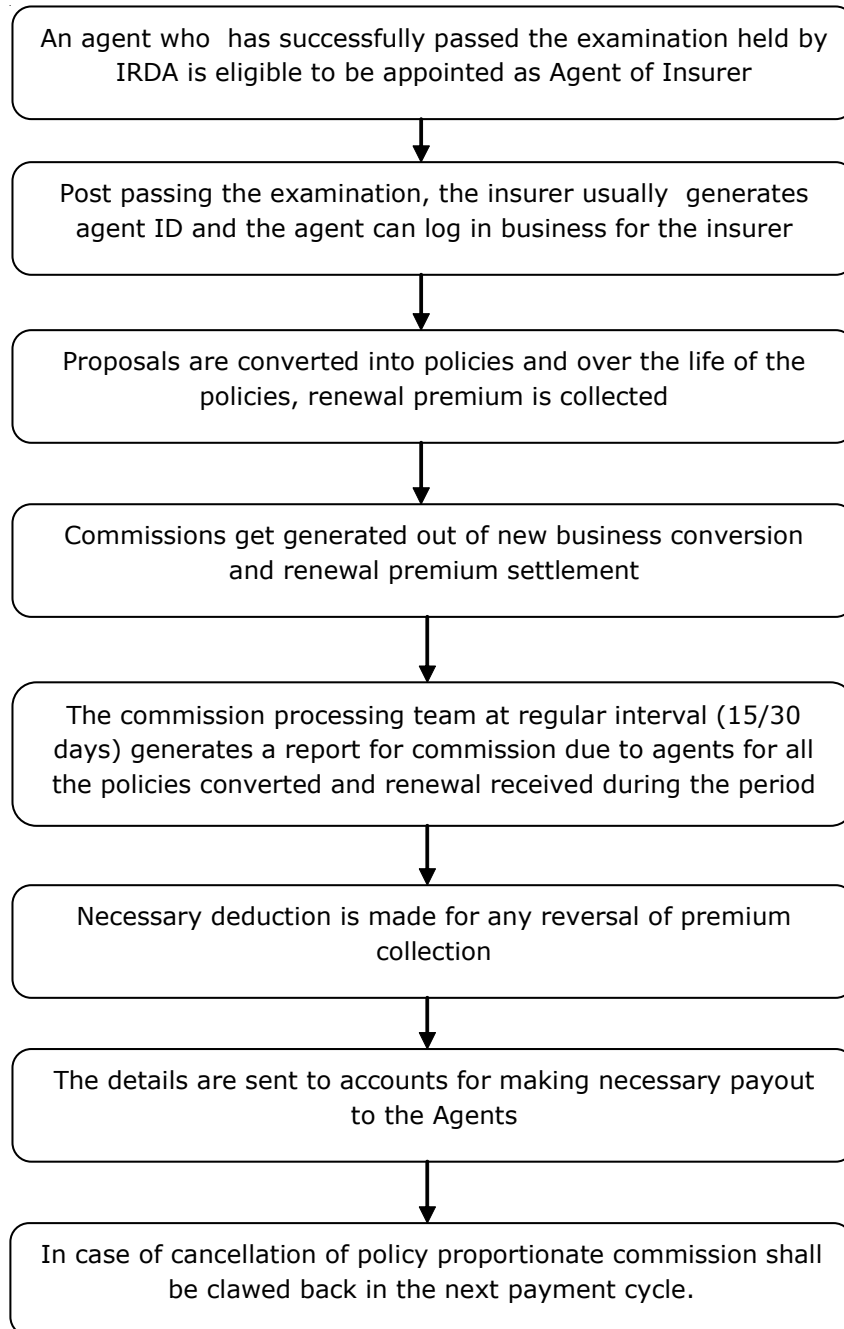 An agent who has successfully passed the examination held by
IRDA is eligible to be appointed as Agent of Insurer
Post passing the examination, the insurer usually generates
agent ID and the agent can log in business for the insurer
Proposals are converted into policies and over the life of the
policies, renewal premium is collected
Commissions get generated out of new business conversion
and renewal premium settlement
The commission processing team at regular interval (15/30
days) generates a report for commission due to agents for all
the policies converted and renewal received during the period
Necessary deduction is made for any reversal of premium
collection
The details are sent to accounts for making necessary payout
to the Agents
In case of cancellation of policy proportionate commission shall
be clawed back in the next payment cycle.